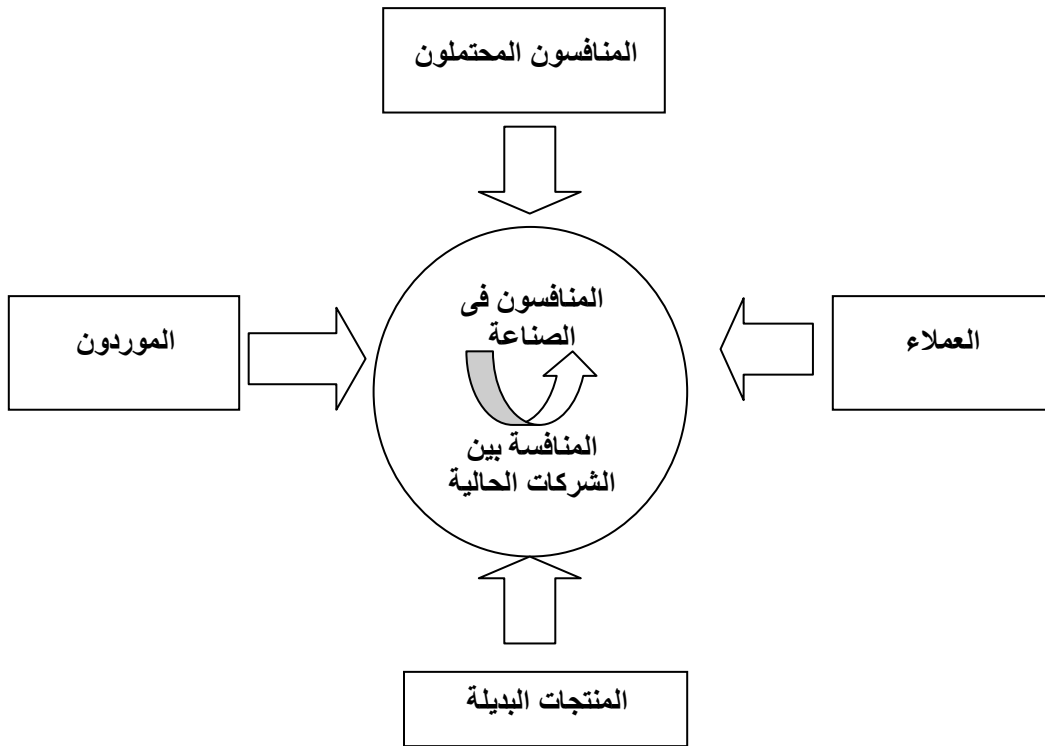 المنافسون المحتملون
المنافسون فى
الصناعة
الموردون
العملاء
المنافسة بين
الشركات الحالية
المنتجات البديلة